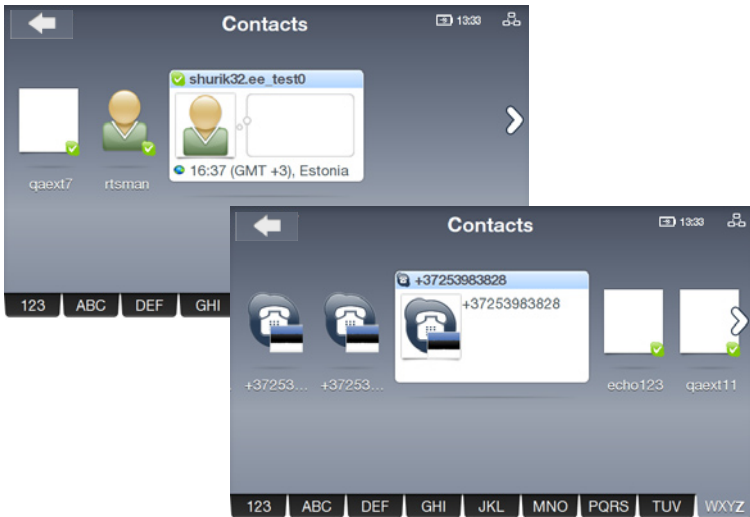 Contacts
13:33
shurik32.ee_test0
16:37 (GMT +3), Estonia
qaext7
rtsman
123 ABC DEF GHI
Contacts
13:33
+37253983828
+37253983828
+37253... +37253...
echo123 qaext11
123 ABC DEF GHI JKL MNO PQRS TUV WXYZ